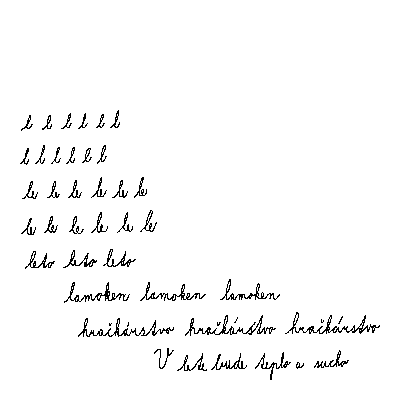 l l l l l l
l l l l l l
le le le le le le
le le le le le le
leto leto leto
lamoken lamoken lamoken
hračkárstvo hračkárstvo hračkárstvo
V lete bude teplo a sucho